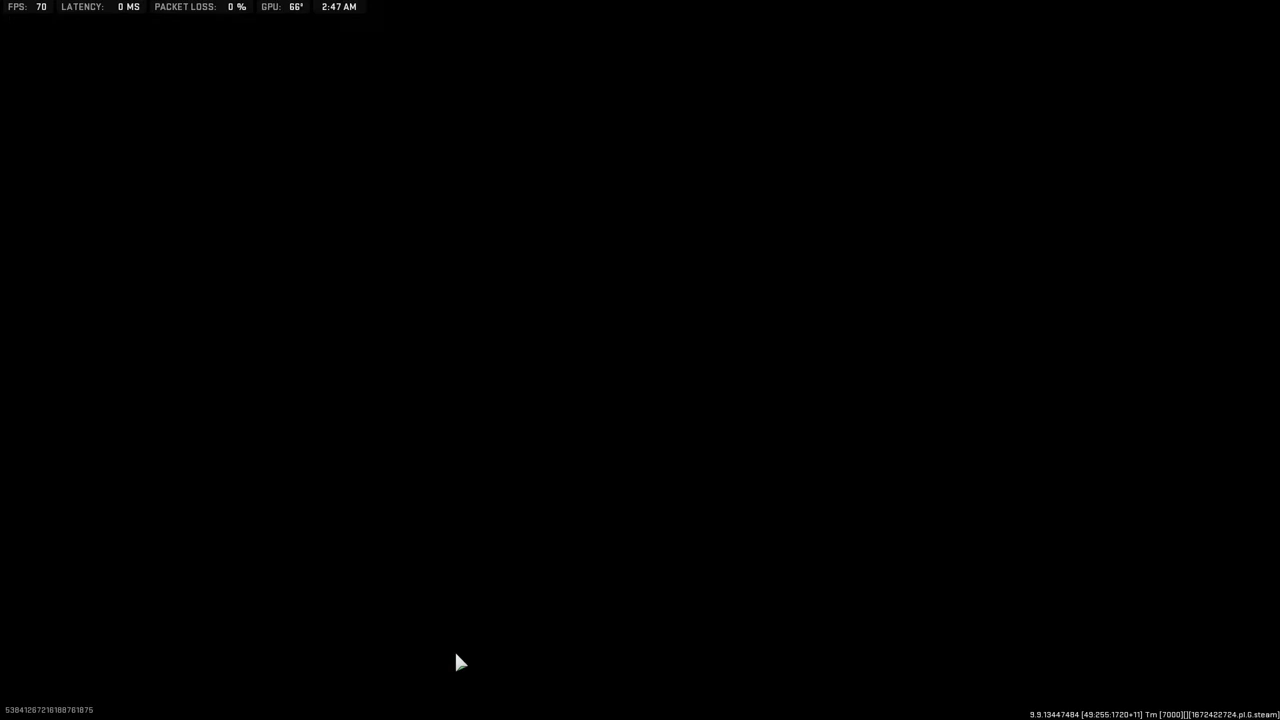 FPS: 70 LATENCY: 0 MS PACKET LOSS: 0 % GPU: 66° 2:47 AM
53841267216188761875
9.9.13447484 [49:255:1720+11] Tm [7000][][1672422724.pl.G.steam]